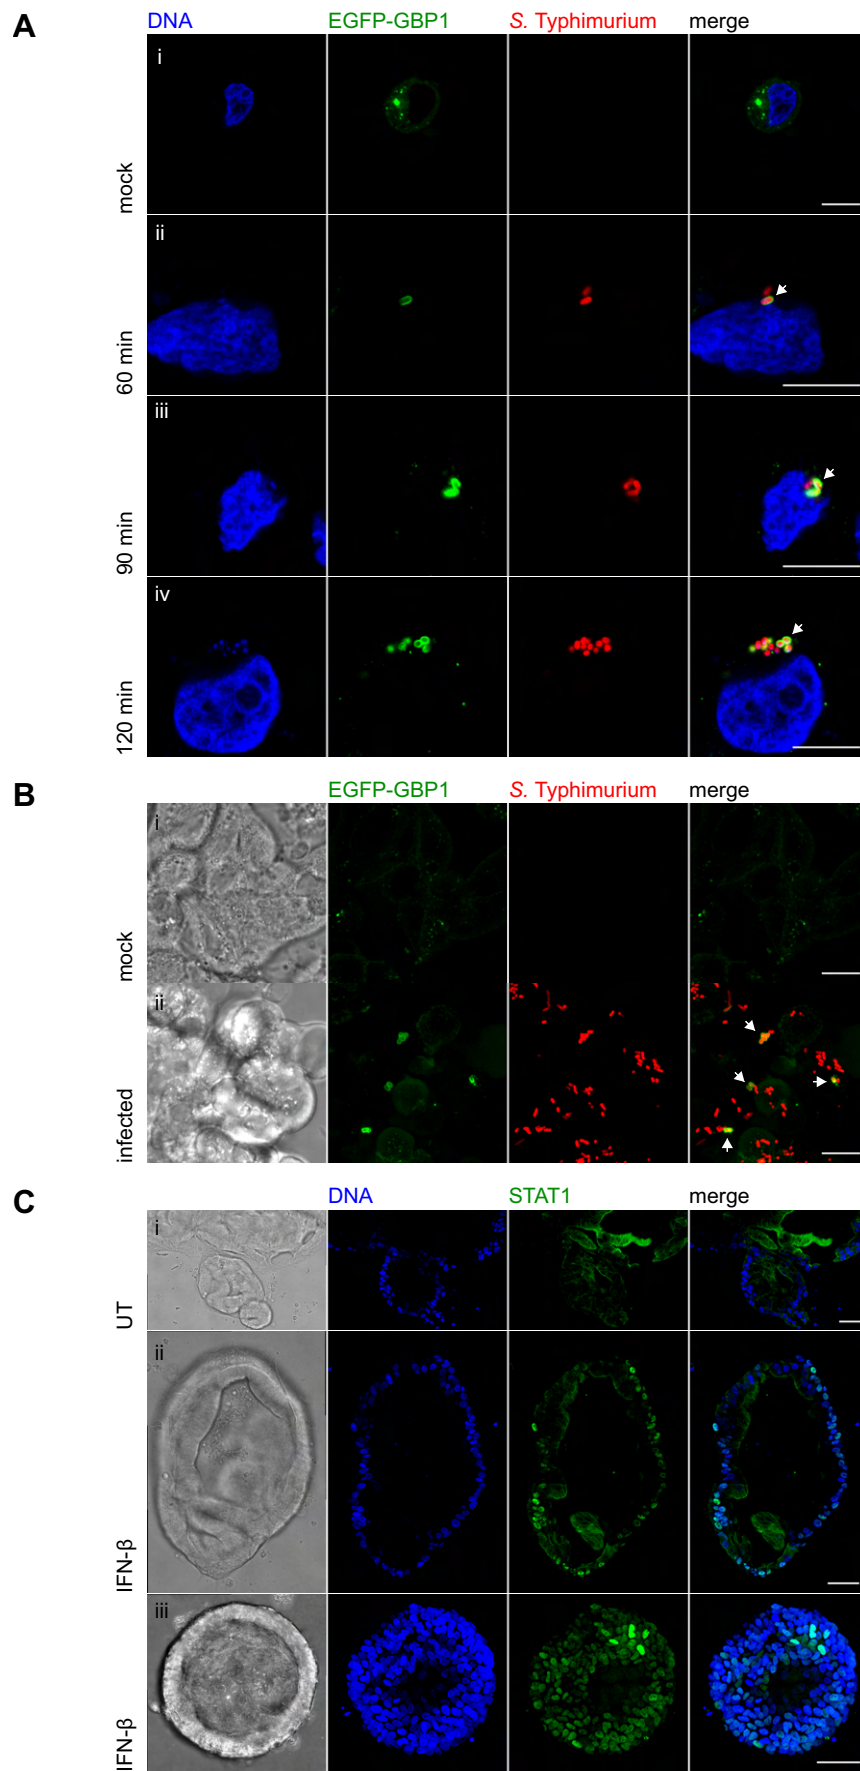 A
DNA EGFP-GBP1 S. Typhimurium merge
i
mock
ii
60 min
iii
90 min
iv
120 min
B
EGFP-GBP1 S. Typhimurium merge
i
mock
ii
infected
C
DNA STAT1 merge
i
UT
ii
IFN-β
iii
IFN-β